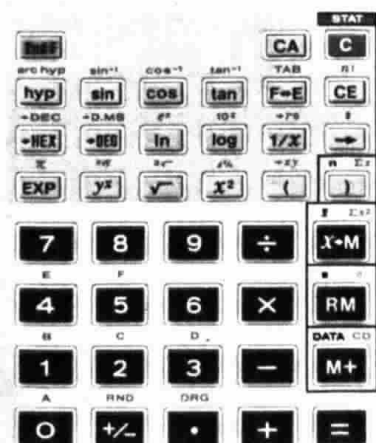 STAT
2ndF CA C
arc hyp sin⁻¹ cos⁻¹ tan⁻¹ TAB n!
hyp sin cos tan F↔E CE
→DEC →D.MS eˣ 10ˣ →rθ
→HEX →DEG ln log 1/x →
π ³√ →xy n Σx
EXP yˣ √ x² ( )
Σx²
7 8 9 ÷ x→M
E F
4 5 6 × RM
B C D DATA CD
1 2 3 − M+
A RND DRG
0 +/− • + =